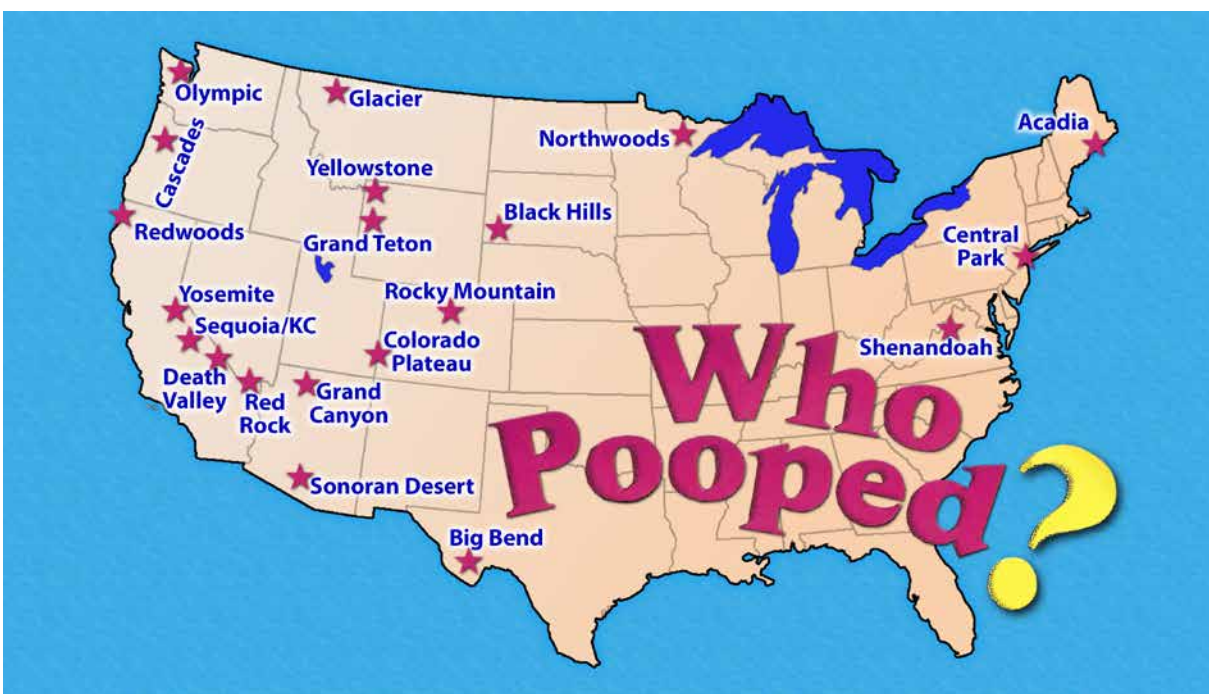 Olympic
Glacier
Cascades
Northwoods
Acadia
Yellowstone
Black Hills
Redwoods
Grand Teton
Central
Park
Rocky Mountain
Yosemite
Sequoia/KC
Colorado
Plateau
Shenandoah
Death
Valley
Red
Rock
Grand
Canyon
Who
Pooped?
Sonoran Desert
Big Bend